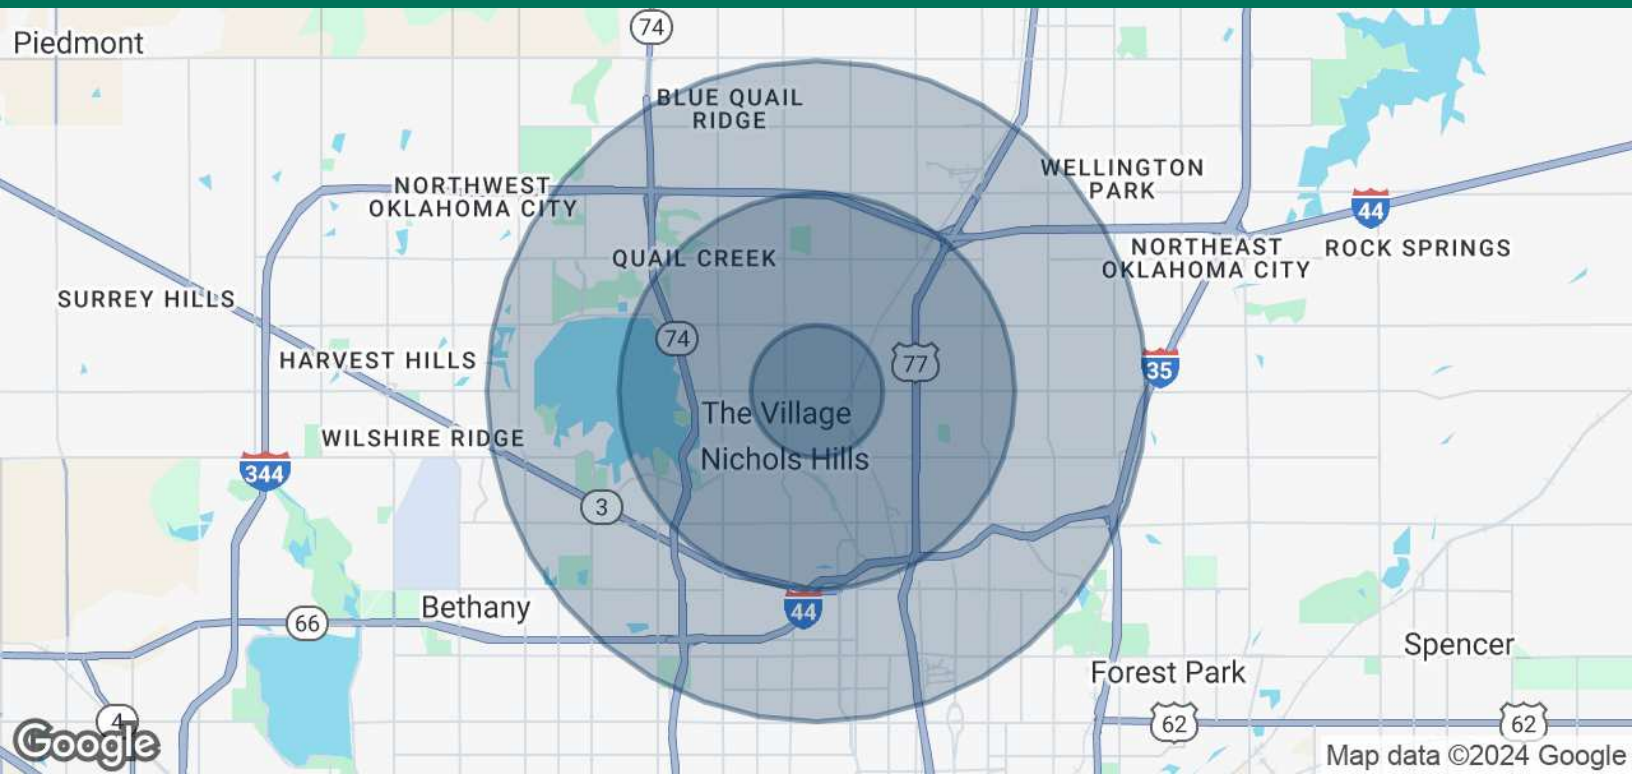 Piedmont
74
BLUE QUAIL
RIDGE
NORTHWEST
OKLAHOMA CITY
WELLINGTON
PARK
44
QUAIL CREEK
NORTHEAST
OKLAHOMA CITY
ROCK SPRINGS
SURREY HILLS
74
HARVEST HILLS
77
35
The Village
WILSHIRE RIDGE
Nichols Hills
344
3
Bethany
44
66
Spencer
Forest Park
4
62
62
Google
Map data ©2024 Google